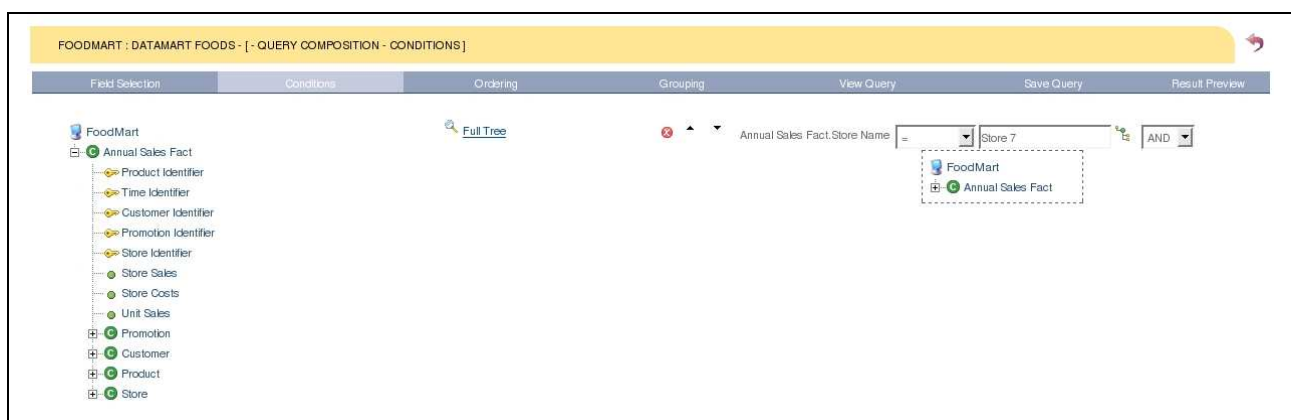 FOODMART : DATAMART FOODS - [ - QUERY COMPOSITION - CONDITIONS ]
Field Selection Conditions Ordering Grouping View Query Save Query Result Preview
FoodMart Full Tree Annual Sales Fact.Store Name = Store 7 AND
Annual Sales Fact
Product Identifier
Time Identifier
Customer Identifier
Promotion Identifier
Store Identifier
Store Sales
Store Costs
Unit Sales
Promotion
Customer
Product
Store
FoodMart
Annual Sales Fact